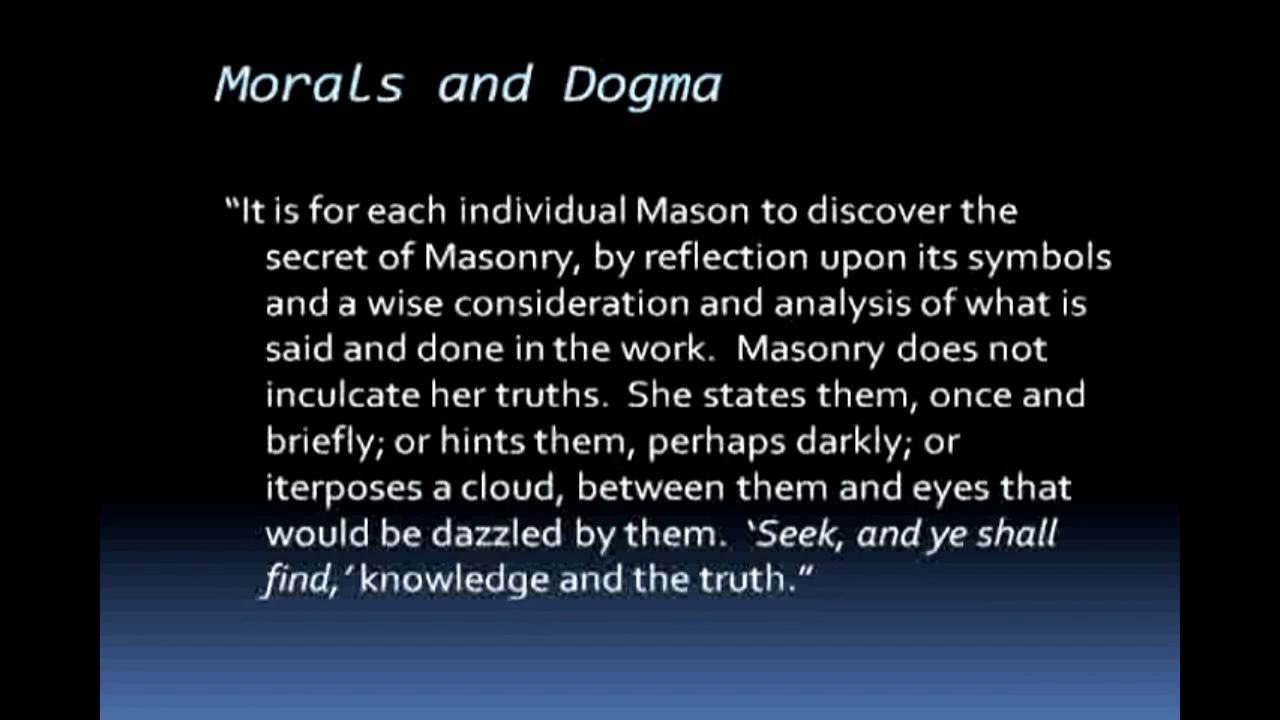 Morals and Dogma
“It is for each individual Mason to discover the
secret of Masonry, by reflection upon its symbols
and a wise consideration and analysis of what is
said and done in the work.  Masonry does not
inculcate her truths.  She states them, once and
briefly; or hints them, perhaps darkly; or
iterposes a cloud, between them and eyes that
would be dazzled by them.  ‘Seek, and ye shall
find,’ knowledge and the truth.”